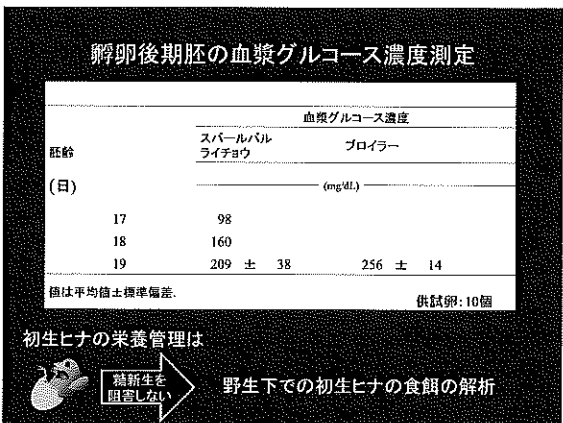 孵卵後期胚の血漿グルコース濃度測定
血漿グルコース濃度
胚齢 スバールバルライチョウ ブロイラー
(日) (mg/dL)
17 98
18 160
19 209 ± 38 256 ± 14
値は平均値±標準偏差.
供試卵:10個
初生ヒナの栄養管理は
糖新生を
阻害しない
野生下での初生ヒナの食餌の解析